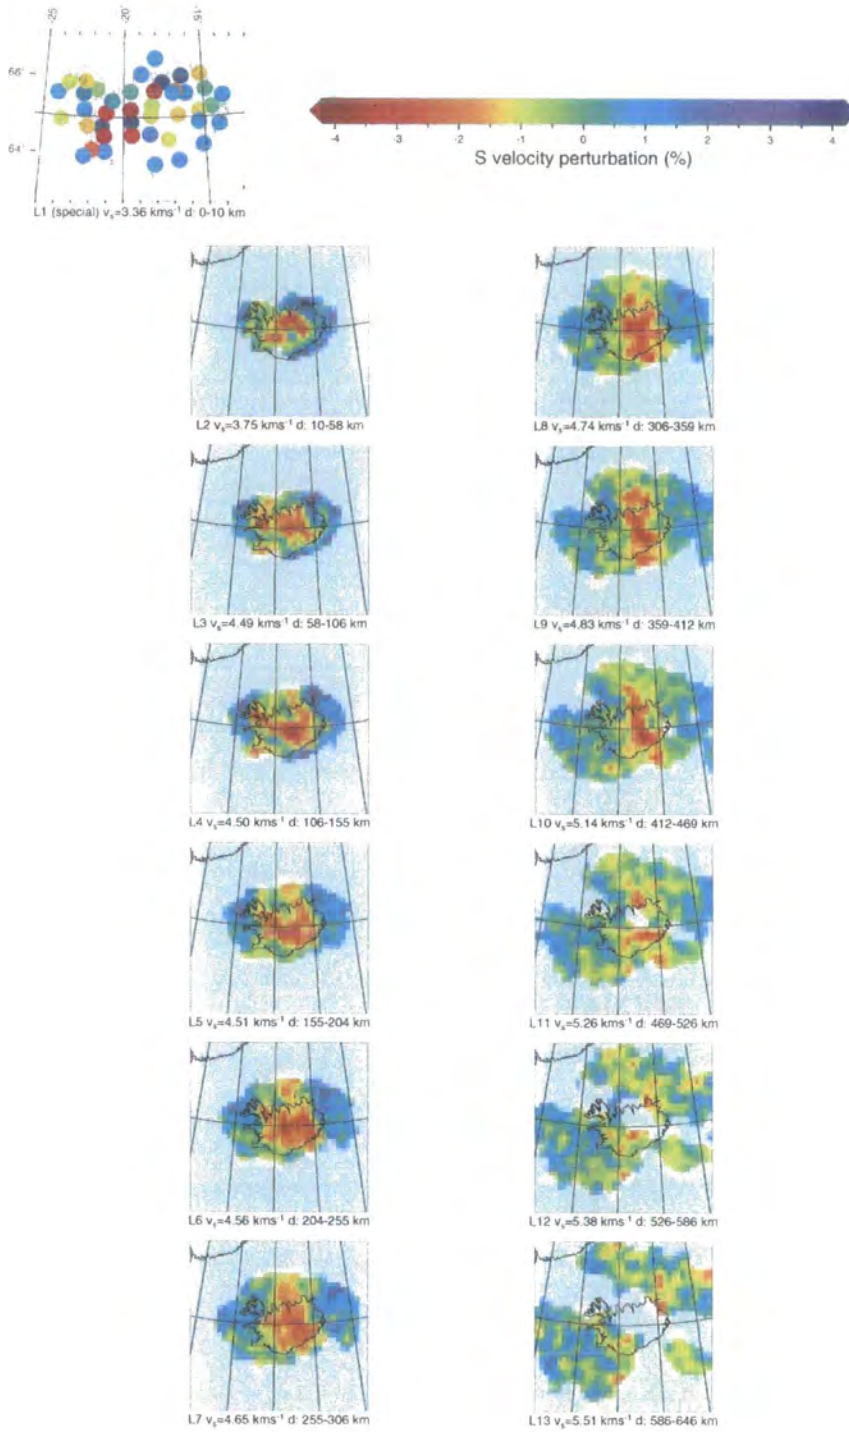 -25˙ -20˙ -15˙
66˙
64˙
L1 (special) vₛ=3.36 kms⁻¹ d: 0-10 km
-4 -3 -2 -1 0 1 2 3 4
S velocity perturbation (%)
L2 vₛ=3.75 kms⁻¹ d: 10-58 km
L8 vₛ=4.74 kms⁻¹ d: 306-359 km
L3 vₛ=4.49 kms⁻¹ d: 58-106 km
L9 vₛ=4.83 kms⁻¹ d: 359-412 km
L4 vₛ=4.50 kms⁻¹ d: 106-155 km
L10 vₛ=5.14 kms⁻¹ d: 412-469 km
L5 vₛ=4.51 kms⁻¹ d: 155-204 km
L11 vₛ=5.26 kms⁻¹ d: 469-526 km
L6 vₛ=4.56 kms⁻¹ d: 204-255 km
L12 vₛ=5.38 kms⁻¹ d: 526-586 km
L7 vₛ=4.65 kms⁻¹ d: 255-306 km
L13 vₛ=5.51 kms⁻¹ d: 586-646 km